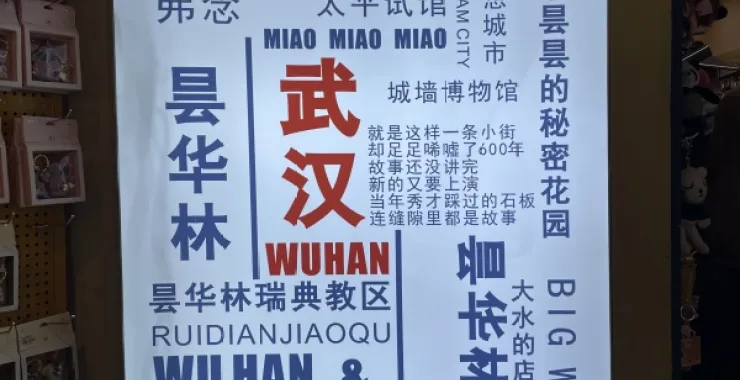 弗念
太平试馆
MIAO MIAO MIAO
昙华林
武汉
WUHAN
城墙博物馆
就是这样一条小街
却足足唏嘘了600年
故事还没讲完
新的又要上演
当年秀才踩过的石板
连缝隙里都是故事
AM CITY
城市
昙昙的秘密花园
昙华林瑞典教区
RUIDIANJIAOQU
WUHAN &
昙华林
大水的店
BIG W